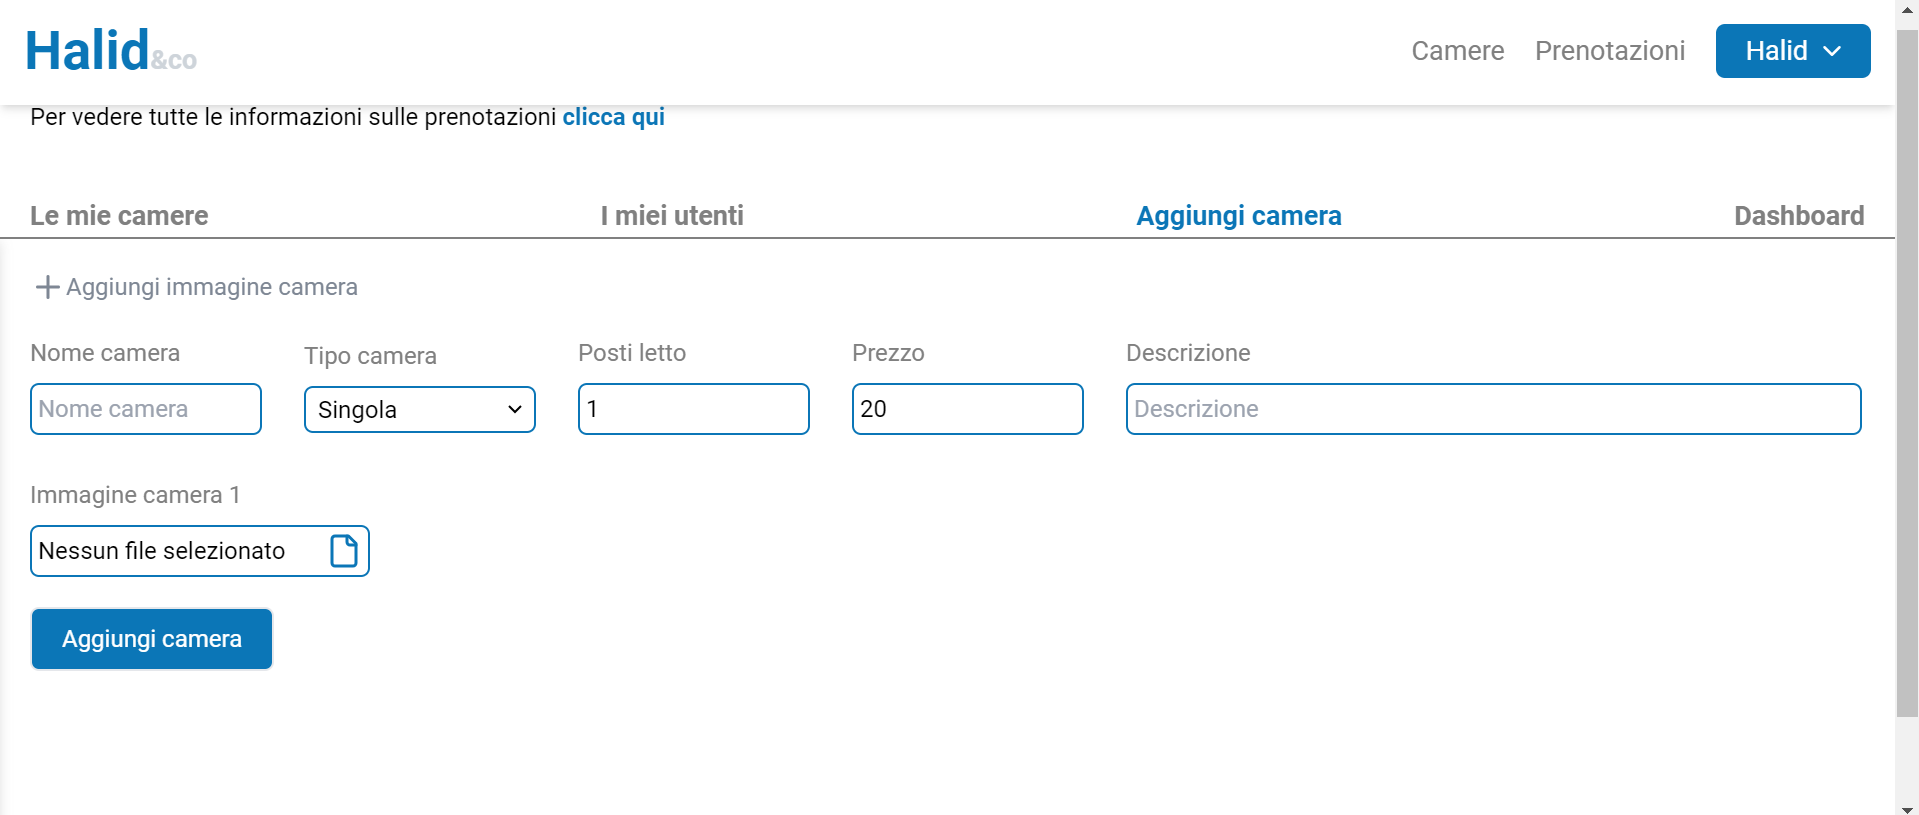 Halid&co
Camere Prenotazioni Halid
Per vedere tutte le informazioni sulle prenotazioni clicca qui
Le mie camere I miei utenti Aggiungi camera Dashboard
Aggiungi immagine camera
Nome camera Tipo camera Posti letto Prezzo Descrizione
Nome camera Singola 1 20 Descrizione
Immagine camera 1
Nessun file selezionato
Aggiungi camera